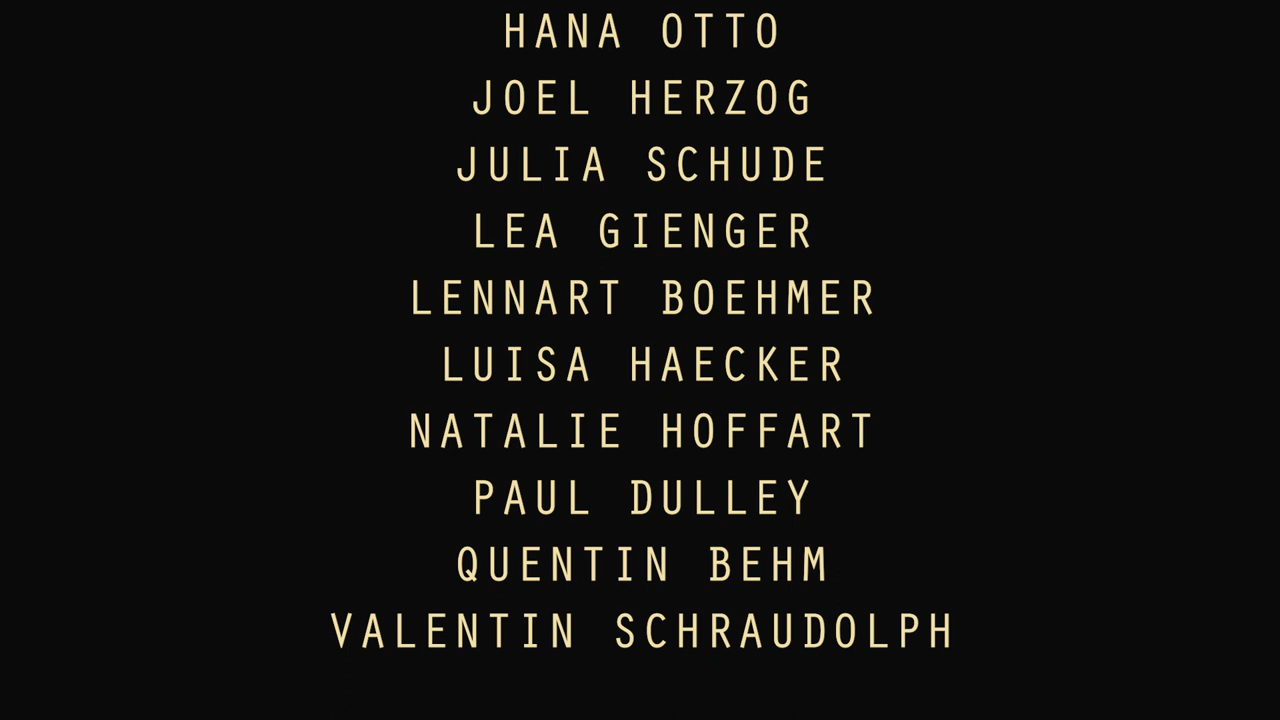 HANA OTTO
JOEL HERZOG
JULIA SCHUDE
LEA GIENGER
LENNART BOEHMER
LUISA HAECKER
NATALIE HOFFART
PAUL DULLEY
QUENTIN BEHM
VALENTIN SCHRAUDOLPH